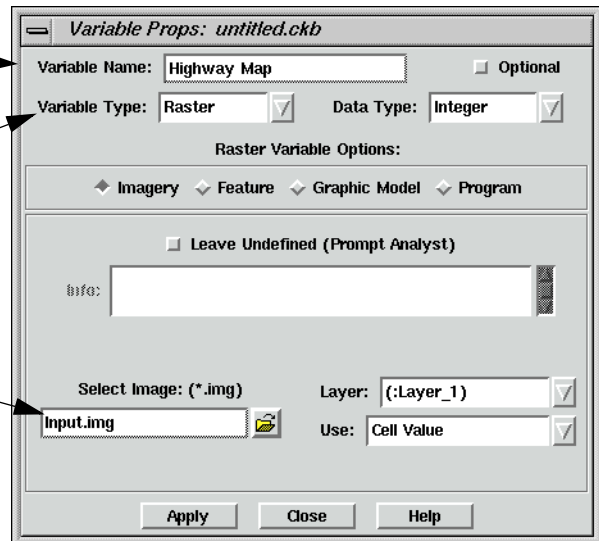 Variable Props: untitled.ckb
Variable Name: Highway Map Optional
Variable Type: Raster Data Type: Integer
Raster Variable Options:
Imagery Feature Graphic Model Program
Leave Undefined (Prompt Analyst)
Info:
Select Image: (*.img) Layer: (:Layer_1)
Input.img Use: Cell Value
Apply Close Help